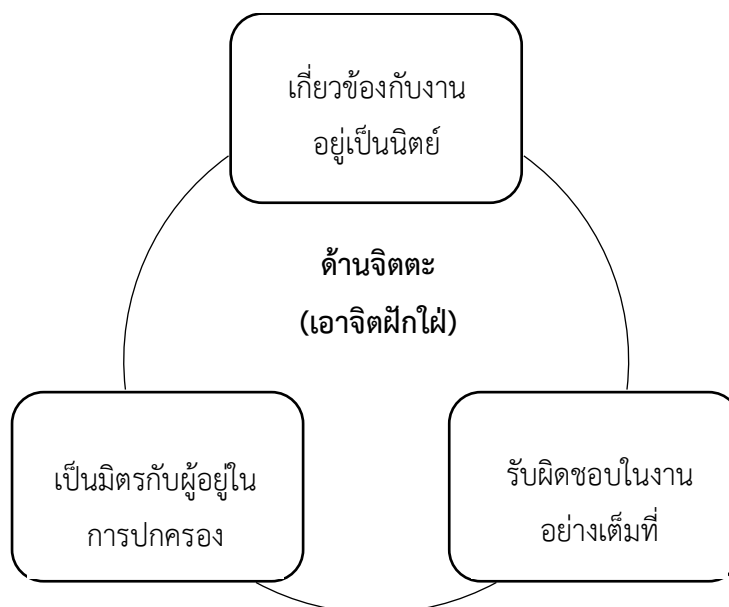 เกี่ยวข้องกับงาน
อยู่เป็นนิตย์
ด้านจิตตะ
(เอาจิตฝักใฝ่)
เป็นมิตรกับผู้อยู่ใน
การปกครอง
รับผิดชอบในงาน
อย่างเต็มที่